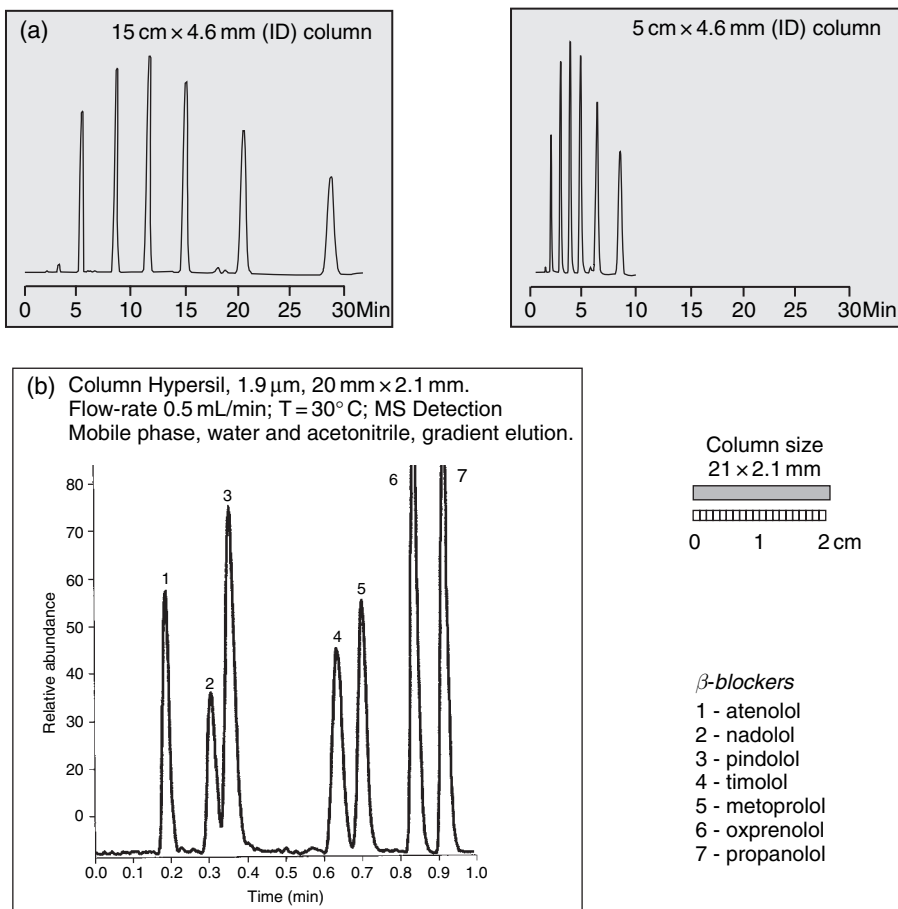 (a) 15 cm × 4.6 mm (ID) column
0 5 10 15 20 25 30Min
5 cm × 4.6 mm (ID) column
0 5 10 15 20 25 30Min
(b) Column Hypersil, 1.9 μm, 20 mm × 2.1 mm.
Flow-rate 0.5 mL/min; T = 30° C; MS Detection
Mobile phase, water and acetonitrile, gradient elution.
Relative abundance
80
70
60
50
40
30
20
0
1
2
3
4
5
6
7
0.0 0.1 0.2 0.3 0.4 0.5 0.6 0.7 0.8 0.9 1.0
Time (min)
Column size
21 × 2.1 mm
0 1 2 cm
β-blockers
1 - atenolol
2 - nadolol
3 - pindolol
4 - timolol
5 - metoprolol
6 - oxprenolol
7 - propanolol